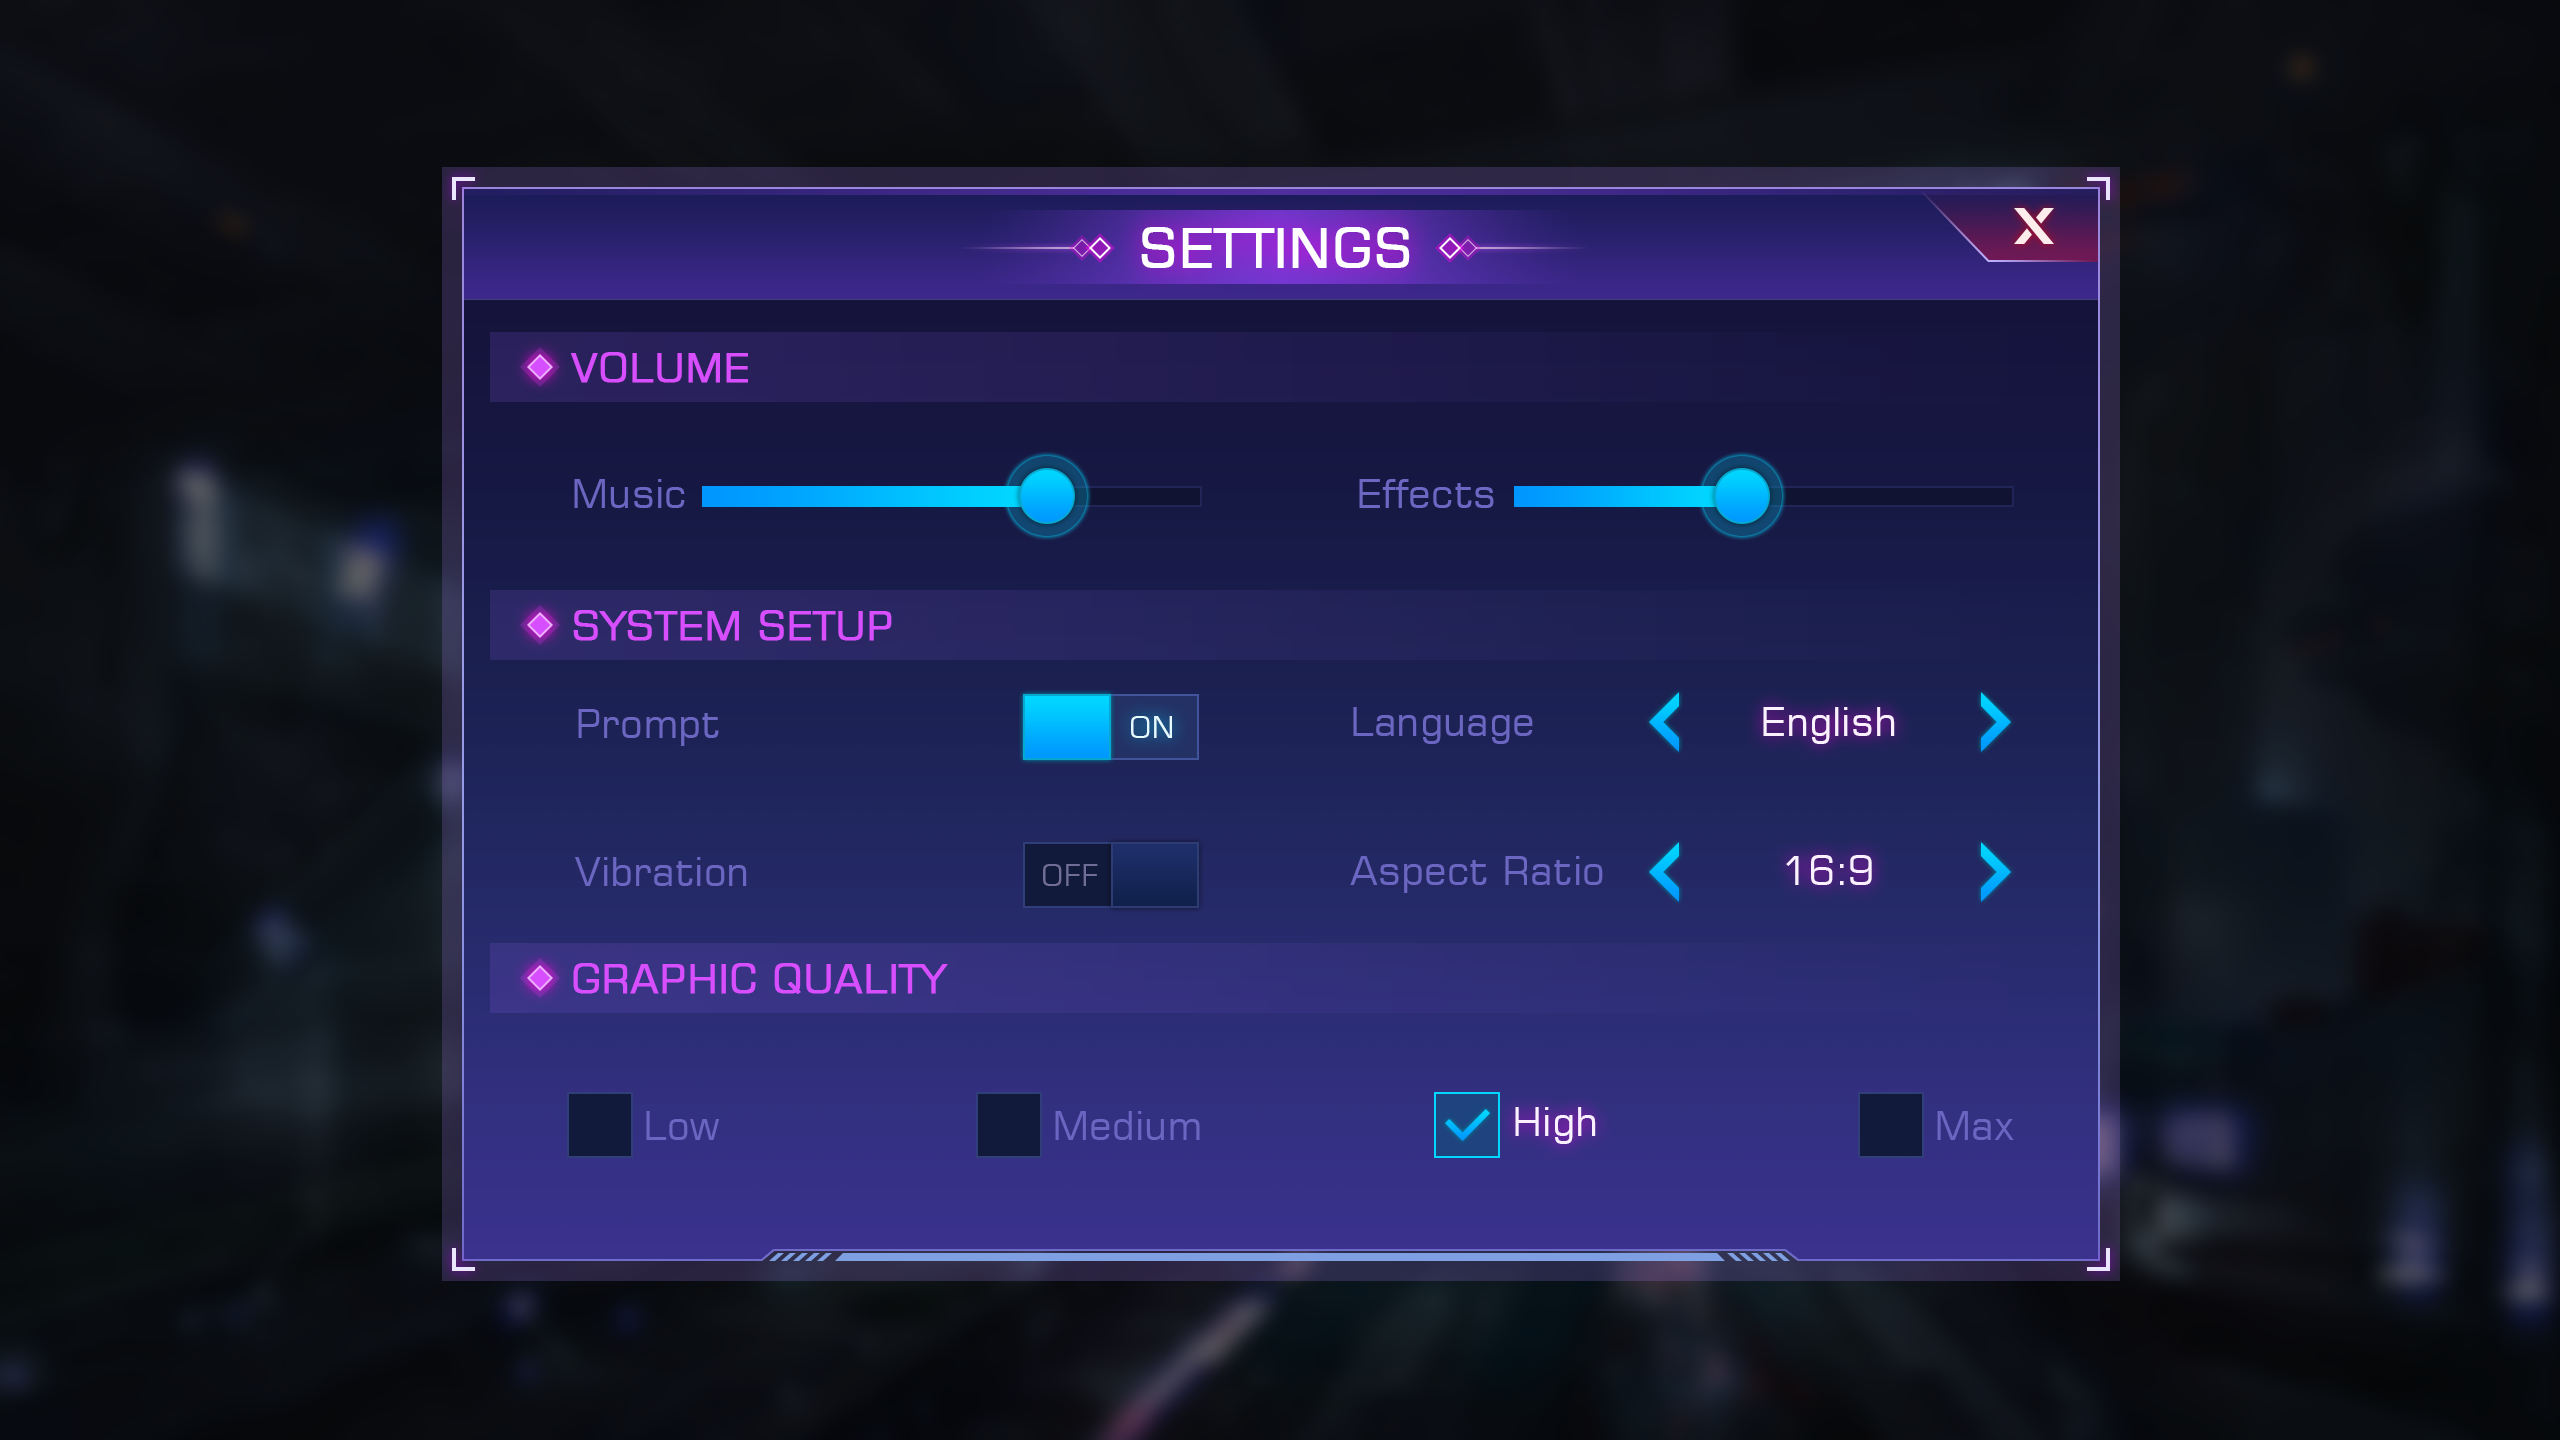 SETTINGS
X
VOLUME
Music
Effects
SYSTEM SETUP
Prompt
ON
Language
English
Vibration
OFF
Aspect Ratio
16:9
GRAPHIC QUALITY
Low
Medium
High
Max